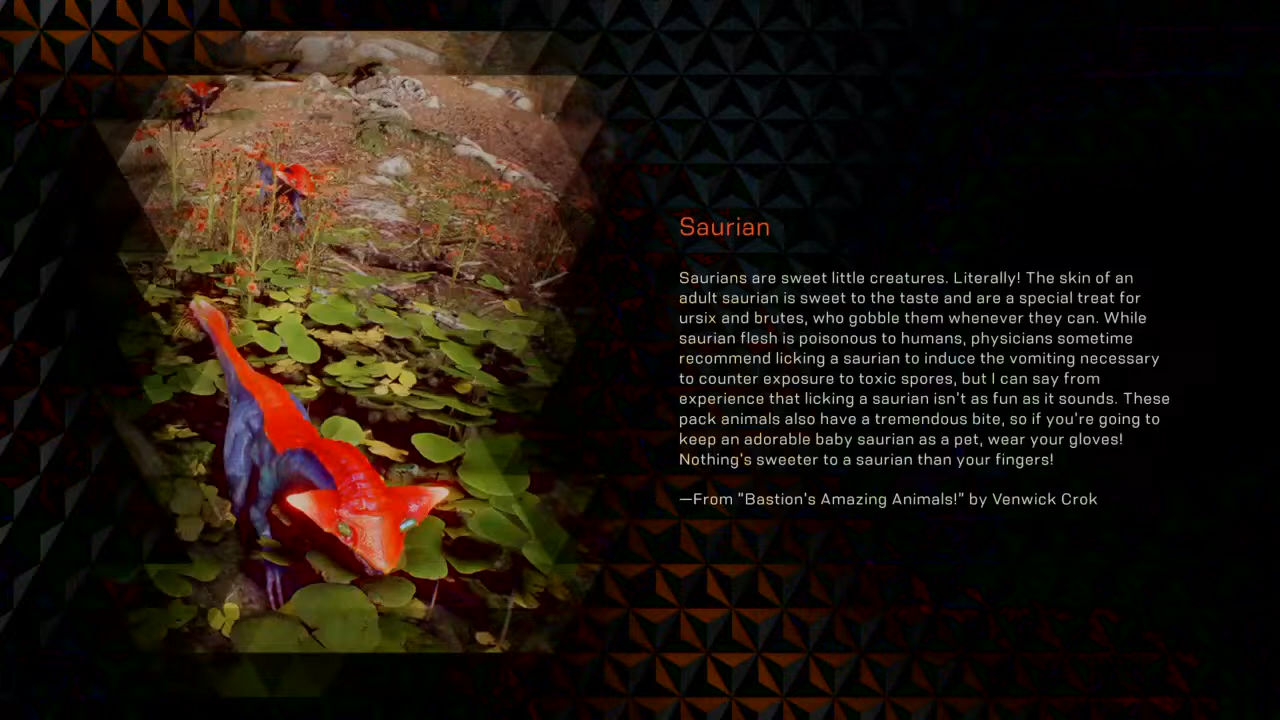 Saurian
Saurians are sweet little creatures. Literally! The skin of an
adult saurian is sweet to the taste and are a special treat for
ursix and brutes, who gobble them whenever they can. While
saurian flesh is poisonous to humans, physicians sometime
recommend licking a saurian to induce the vomiting necessary
to counter exposure to toxic spores, but I can say from
experience that licking a saurian isn't as fun as it sounds. These
pack animals also have a tremendous bite, so if you're going to
keep an adorable baby saurian as a pet, wear your gloves!
Nothing's sweeter to a saurian than your fingers!
—From "Bastion's Amazing Animals!" by Venwick Crok